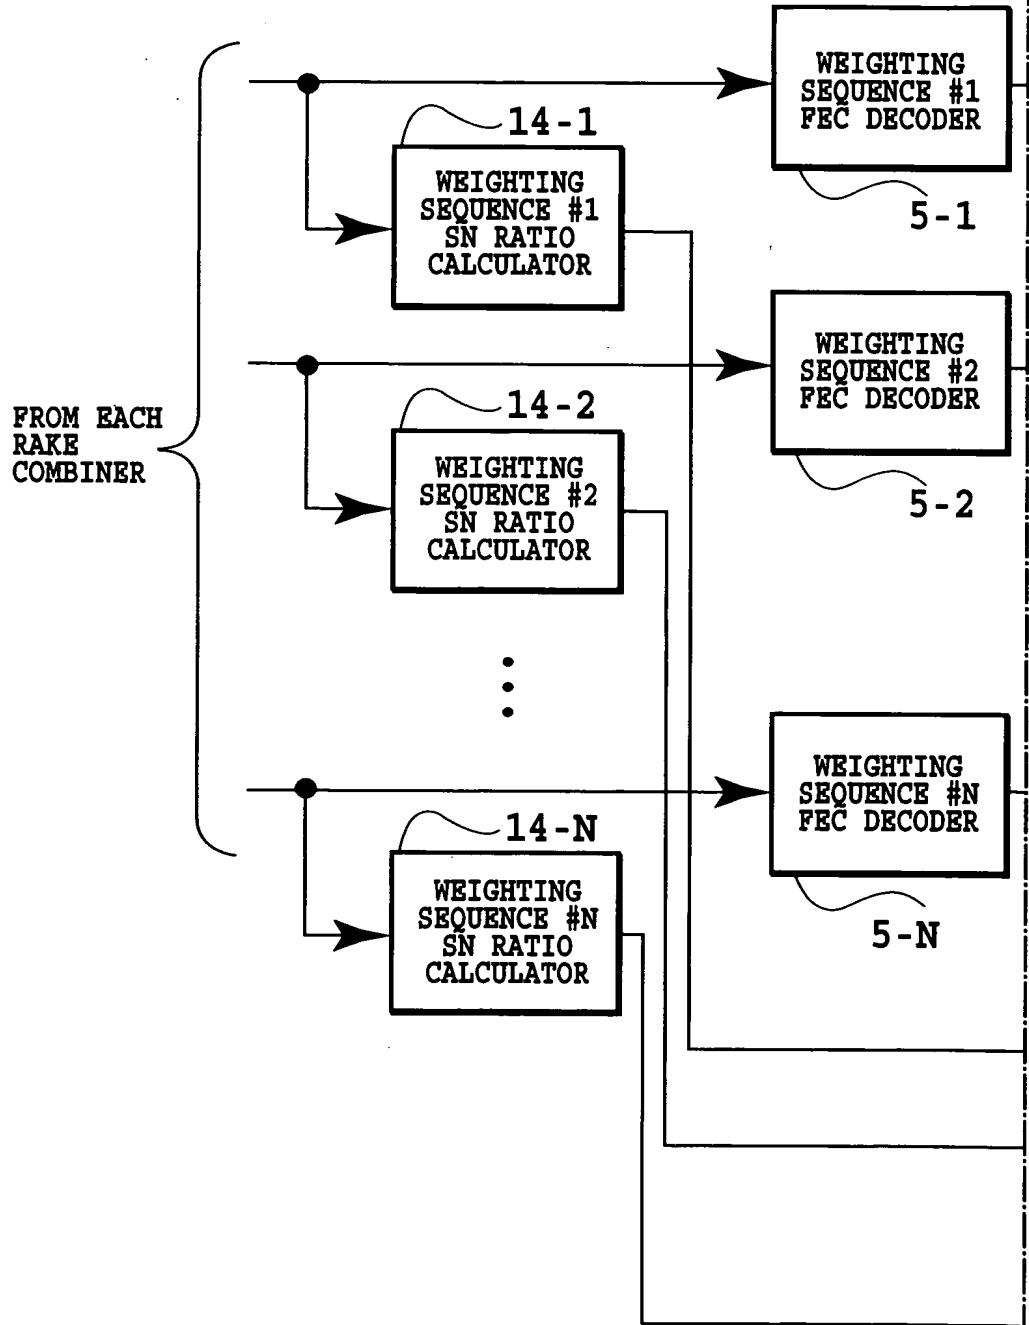 WEIGHTING
SEQUENCE #1
FEC DECODER
5-1
14-1
WEIGHTING
SEQUENCE #1
SN RATIO
CALCULATOR
WEIGHTING
SEQUENCE #2
FEC DECODER
5-2
14-2
WEIGHTING
SEQUENCE #2
SN RATIO
CALCULATOR
FROM EACH
RAKE
COMBINER
WEIGHTING
SEQUENCE #N
FEC DECODER
5-N
14-N
WEIGHTING
SEQUENCE #N
SN RATIO
CALCULATOR